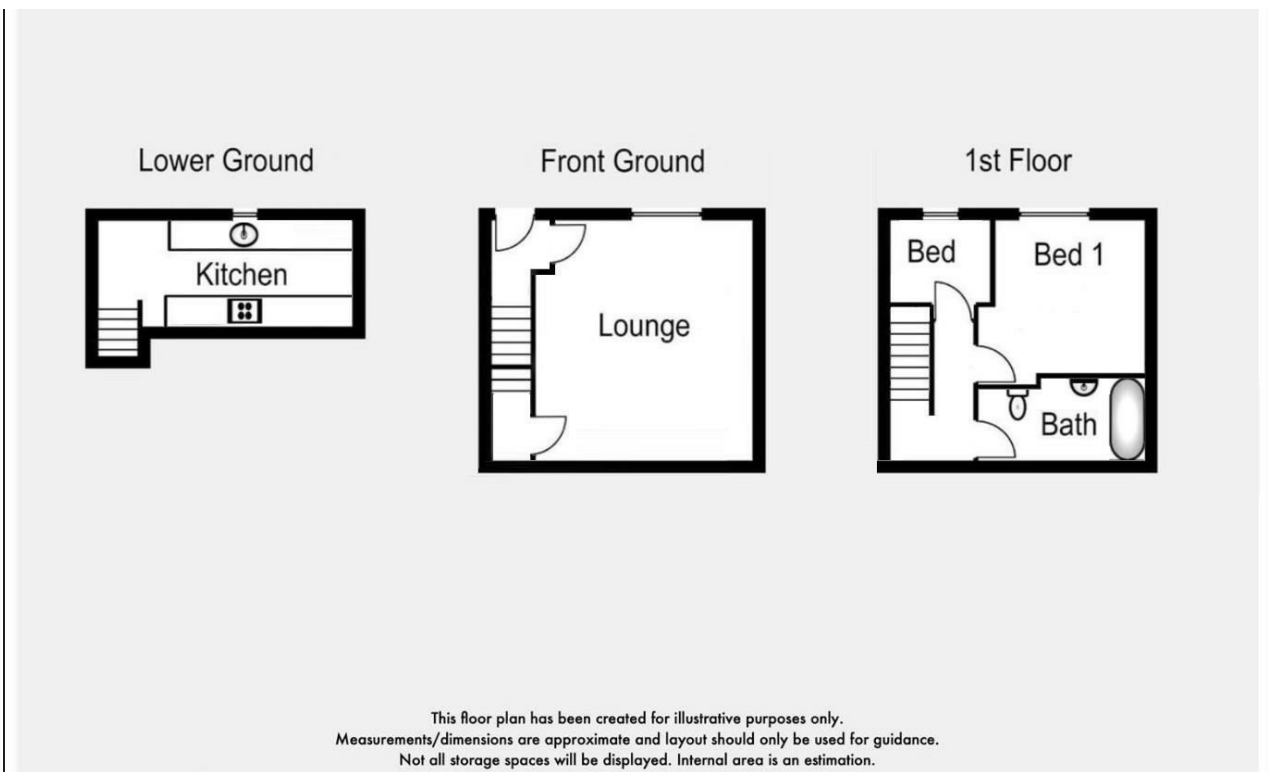 Lower Ground
Front Ground
1st Floor
Kitchen
Lounge
Bed
Bed 1
Bath
This floor plan has been created for illustrative purposes only.
Measurements/dimensions are approximate and layout should only be used for guidance.
Not all storage spaces will be displayed. Internal area is an estimation.